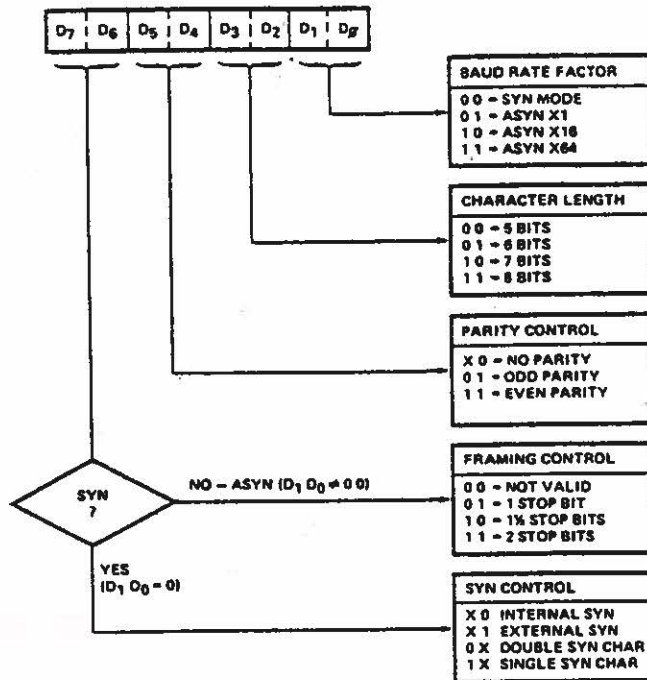 D7 D6 D5 D4 D3 D2 D1 D0
BAUD RATE FACTOR
0 0 = SYN MODE
0 1 = ASYN X1
1 0 = ASYN X16
1 1 = ASYN X64
CHARACTER LENGTH
0 0 = 5 BITS
0 1 = 6 BITS
1 0 = 7 BITS
1 1 = 8 BITS
PARITY CONTROL
X 0 = NO PARITY
0 1 = ODD PARITY
1 1 = EVEN PARITY
FRAMING CONTROL
0 0 = NOT VALID
0 1 = 1 STOP BIT
1 0 = 1½ STOP BITS
1 1 = 2 STOP BITS
SYN
?
NO – ASYN (D1 D0 ≠ 0 0)
YES
(D1 D0 = 0)
SYN CONTROL
X 0 INTERNAL SYN
X 1 EXTERNAL SYN
0 X DOUBLE SYN CHAR
1 X SINGLE SYN CHAR